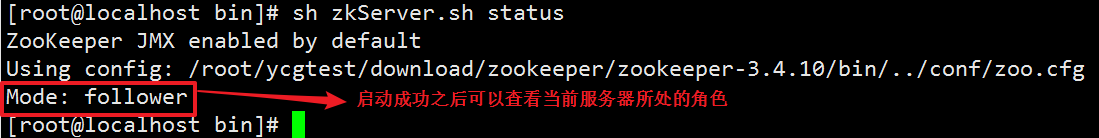 [root@localhost bin]# sh zkServer.sh status
ZooKeeper JMX enabled by default
Using config: /root/ycgtest/download/zookeeper/zookeeper-3.4.10/bin/../conf/zoo.cfg
Mode: follower 启动成功之后可以查看当前服务器所处的角色
[root@localhost bin]#